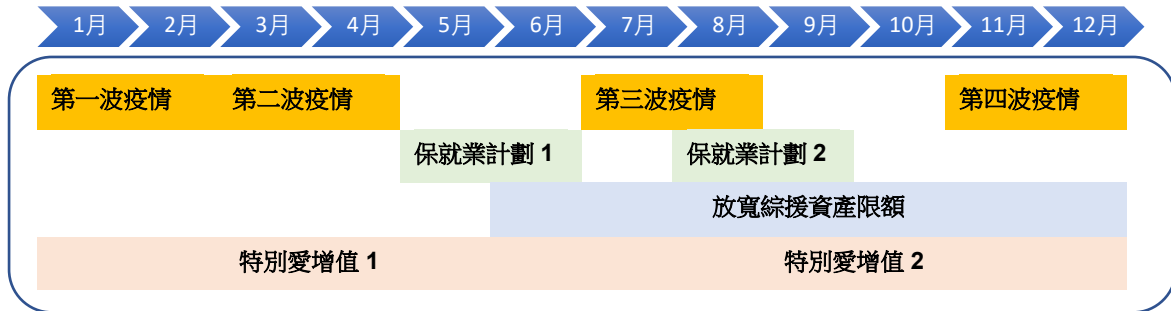 1月 2月 3月 4月 5月 6月 7月 8月 9月 10月 11月 12月
第一波疫情 第二波疫情 第三波疫情 第四波疫情
保就業計劃 1 保就業計劃 2
放寬綜援資產限額
特別愛增值 1 特別愛增值 2